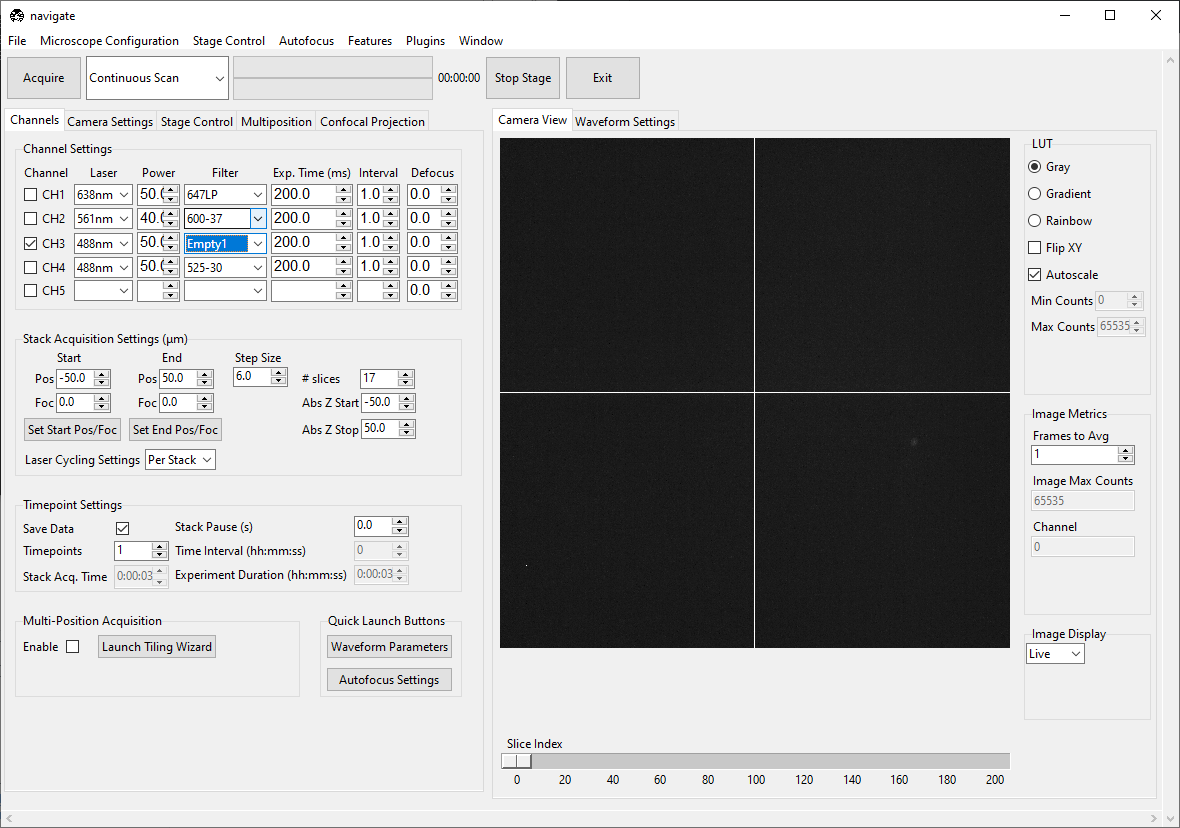 navigate
File Microscope Configuration Stage Control Autofocus Features Plugins Window
Acquire Continuous Scan 00:00:00 Stop Stage Exit
Channels Camera Settings Stage Control Multiposition Confocal Projection
Channel Settings
Channel Laser Power Filter Exp. Time (ms) Interval Defocus
CH1 638nm 50.0 647LP 200.0 1.0 0.0
CH2 561nm 40.0 600-37 200.0 1.0 0.0
CH3 488nm 50.0 Empty1 200.0 1.0 0.0
CH4 488nm 50.0 525-30 200.0 1.0 0.0
CH5 0.0
Stack Acquisition Settings (µm)
Start End Step Size
Pos -50.0 Pos 50.0 6.0 # slices 17
Foc 0.0 Foc 0.0 Abs Z Start -50.0
Set Start Pos/Foc Set End Pos/Foc Abs Z Stop 50.0
Laser Cycling Settings Per Stack
Timepoint Settings
Save Data Stack Pause (s) 0.0
Timepoints 1 Time Interval (hh:mm:ss) 0
Stack Acq. Time 0:00:03 Experiment Duration (hh:mm:ss) 0:00:03
Multi-Position Acquisition
Enable Launch Tiling Wizard
Quick Launch Buttons
Waveform Parameters
Autofocus Settings
Camera View Waveform Settings
Slice Index
0 20 40 60 80 100 120 140 160 180 200
LUT
Gray
Gradient
Rainbow
Flip XY
Autoscale
Min Counts 0
Max Counts 65535
Image Metrics
Frames to Avg
1
Image Max Counts
65535
Channel
0
Image Display
Live